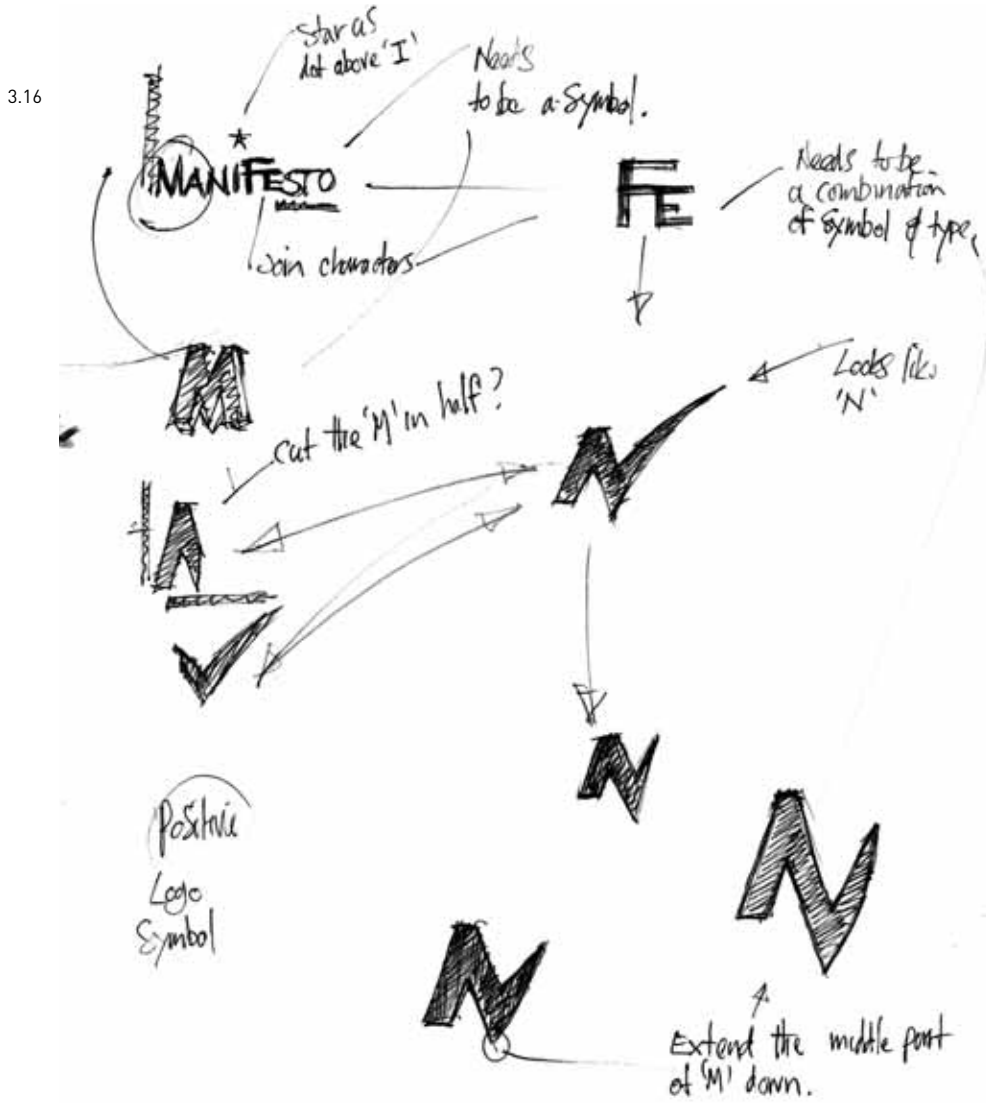 3.16
Star as
dot above 'I'
Needs
to be a Symbol.
MANIFESTO
FE
Needs to be
a combination
of Symbol & type,
Join characters
M
Looks like
'N'
cut the 'M' in half?
Positive
Logo
Symbol
Extend the middle part
of 'M' down.